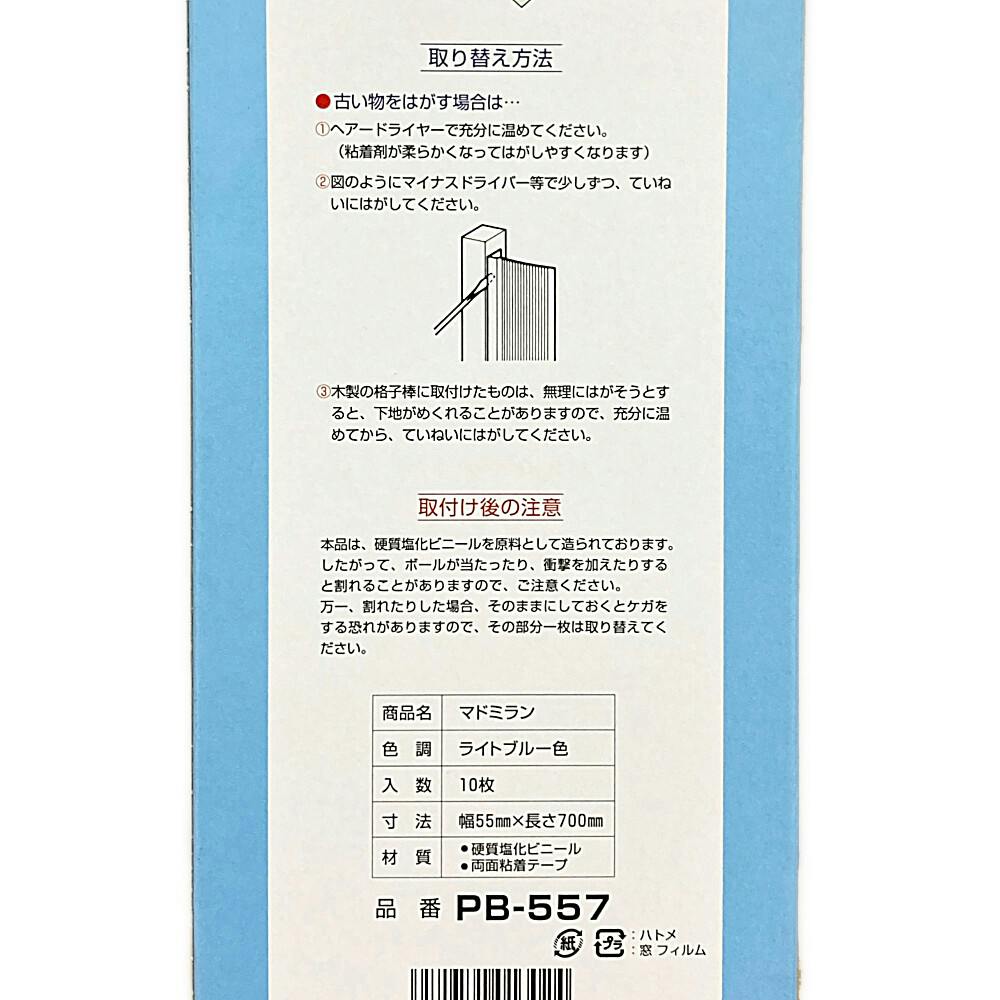 取り替え方法
●古い物をはがす場合は…
①ヘアードライヤーで充分に温めてください。
（粘着剤が柔らかくなってはがしやすくなります）
②図のようにマイナスドライバー等で少しずつ、ていね
いにはがしてください。
③木製の格子棒に取付けたものは、無理にはがそうとす
ると、下地がめくれることがありますので、充分に温
めてから、ていねいにはがしてください。
取付け後の注意
本品は、硬質塩化ビニールを原料として造られております。
したがって、ボールが当たったり、衝撃を加えたりする
と割れることがありますので、ご注意ください。
万一、割れたりした場合、そのままにしておくとケガを
する恐れがありますので、その部分一枚は取り替えてく
ださい。
商品名 マドミラン
色調 ライトブルー色
入数 10枚
寸法 幅55mm×長さ700mm
材質 ●硬質塩化ビニール
●両面粘着テープ
品番 PB-557
紙 プラ ：ハトメ
：窓フィルム